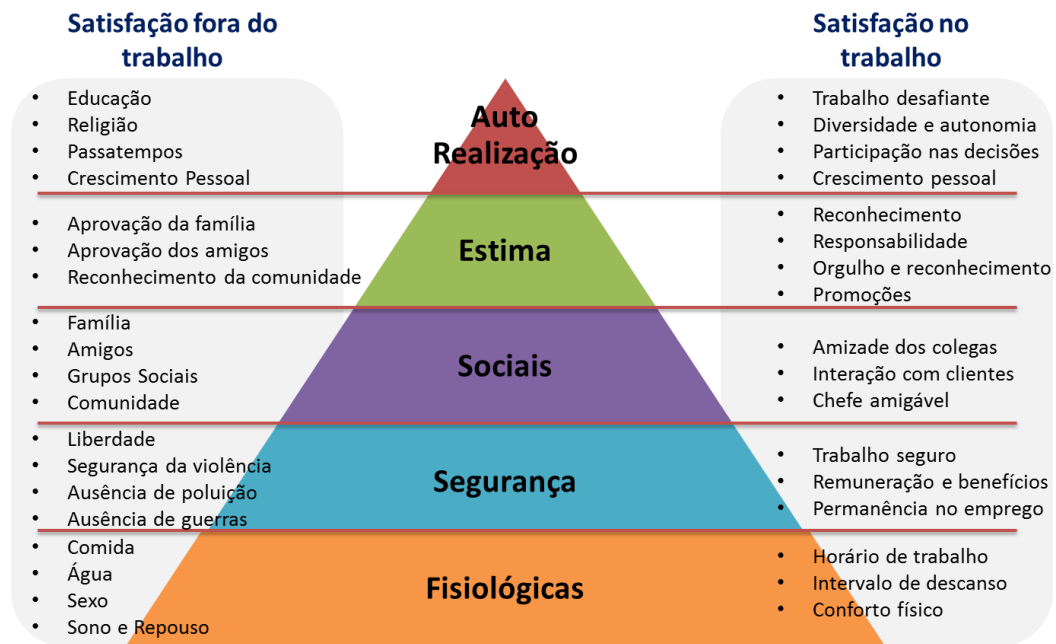 Satisfação fora do
trabalho
Satisfação no
trabalho
• Educação
• Religião
• Passatempos
• Crescimento Pessoal
Auto
Realização
• Trabalho desafiante
• Diversidade e autonomia
• Participação nas decisões
• Crescimento pessoal
• Aprovação da família
• Aprovação dos amigos
• Reconhecimento da comunidade
Estima
• Reconhecimento
• Responsabilidade
• Orgulho e reconhecimento
• Promoções
• Família
• Amigos
• Grupos Sociais
• Comunidade
Sociais
• Amizade dos colegas
• Interação com clientes
• Chefe amigável
• Liberdade
• Segurança da violência
• Ausência de poluição
• Ausência de guerras
Segurança
• Trabalho seguro
• Remuneração e benefícios
• Permanência no emprego
• Comida
• Água
• Sexo
• Sono e Repouso
Fisiológicas
• Horário de trabalho
• Intervalo de descanso
• Conforto físico